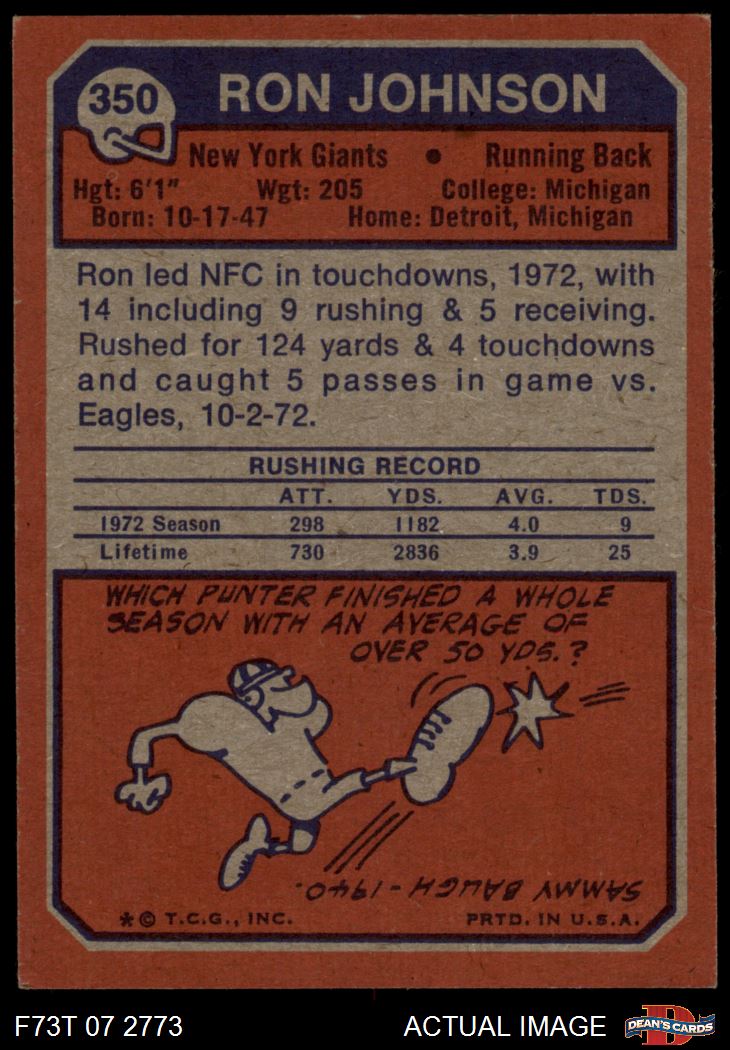 350 RON JOHNSON
New York Giants • Running Back
Hgt: 6'1" Wgt: 205 College: Michigan
Born: 10-17-47 Home: Detroit, Michigan
Ron led NFC in touchdowns, 1972, with
14 including 9 rushing & 5 receiving.
Rushed for 124 yards & 4 touchdowns
and caught 5 passes in game vs.
Eagles, 10-2-72.
RUSHING RECORD
ATT. YDS. AVG. TDS.
1972 Season 298 1182 4.0 9
Lifetime 730 2836 3.9 25
WHICH PUNTER FINISHED A WHOLE
SEASON WITH AN AVERAGE OF
OVER 50 YDS.?
SAMMY BAUGH - 1940.
* © T.C.G., INC. PRTD. IN U.S.A.
F73T 07 2773 ACTUAL IMAGE D DEAN'S CARDS